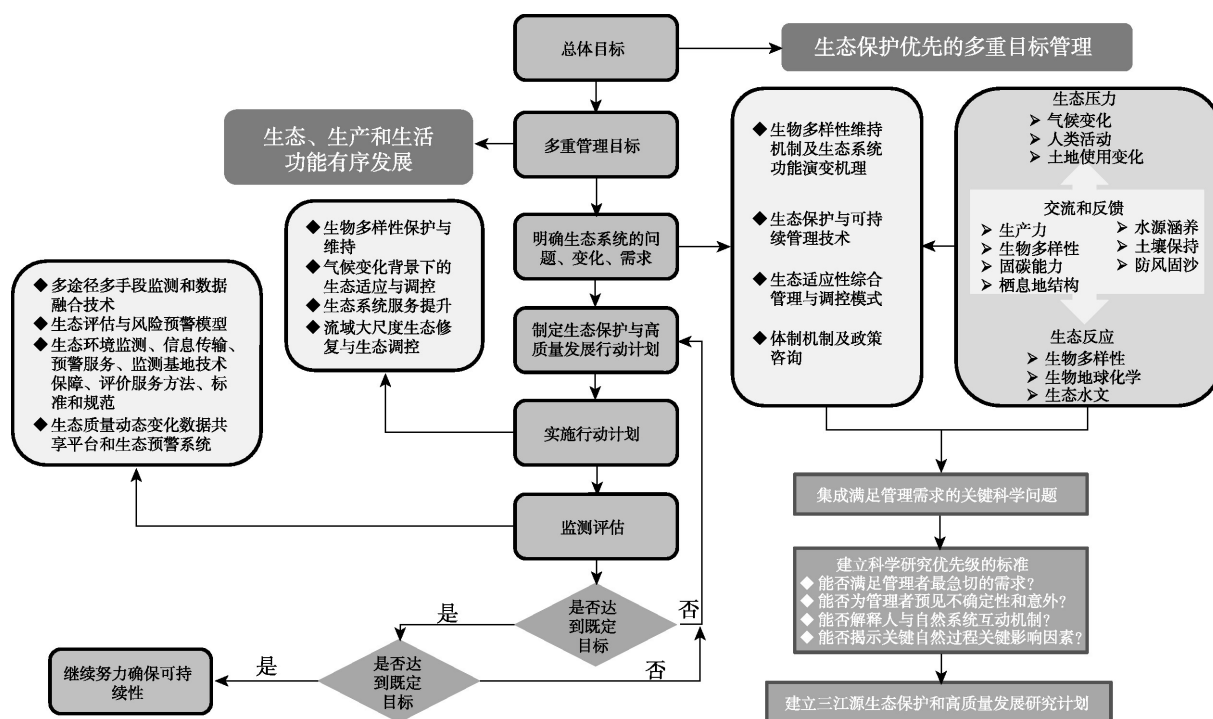 总体目标
生态保护优先的多重目标管理
生态、生产和生活
功能有序发展
多重管理目标
明确生态系统的问
题、变化、需求
制定生态保护与高
质量发展行动计划
实施行动计划
监测评估
◆生物多样性保护与
维持
◆气候变化背景下的
生态适应与调控
◆生态系统服务提升
◆流域大尺度生态修
复与生态调控
◆多途径多手段监测和数据
融合技术
◆生态评估与风险预警模型
◆生态环境监测、信息传输、
预警服务、监测基地技术
保障、评价服务方法、标
准和规范
◆生态质量动态变化数据共
享平台和生态预警系统
是否达
到既定
目标
是
否
是否达
到既定
目标
是
否
继续努力确保可持
续性
◆生物多样性维持
机制及生态系统
功能演变机理
◆生态保护与可持
续管理技术
◆生态适应性综合
管理与调控模式
◆体制机制及政策
咨询
生态压力
➢气候变化
➢人类活动
➢土地使用变化
交流和反馈
➢生产力
➢生物多样性
➢固碳能力
➢栖息地结构
➢水源涵养
➢土壤保持
➢防风固沙
生态反应
➢生物多样性
➢生物地球化学
➢生态水文
集成满足管理需求的关键科学问题
建立科学研究优先级的标准
◆能否满足管理者最急切的需求?
◆能否为管理者预见不确定性和意外?
◆能否解释人与自然系统互动机制?
◆能否揭示关键自然过程关键影响因素?
建立三江源生态保护和高质量发展研究计划